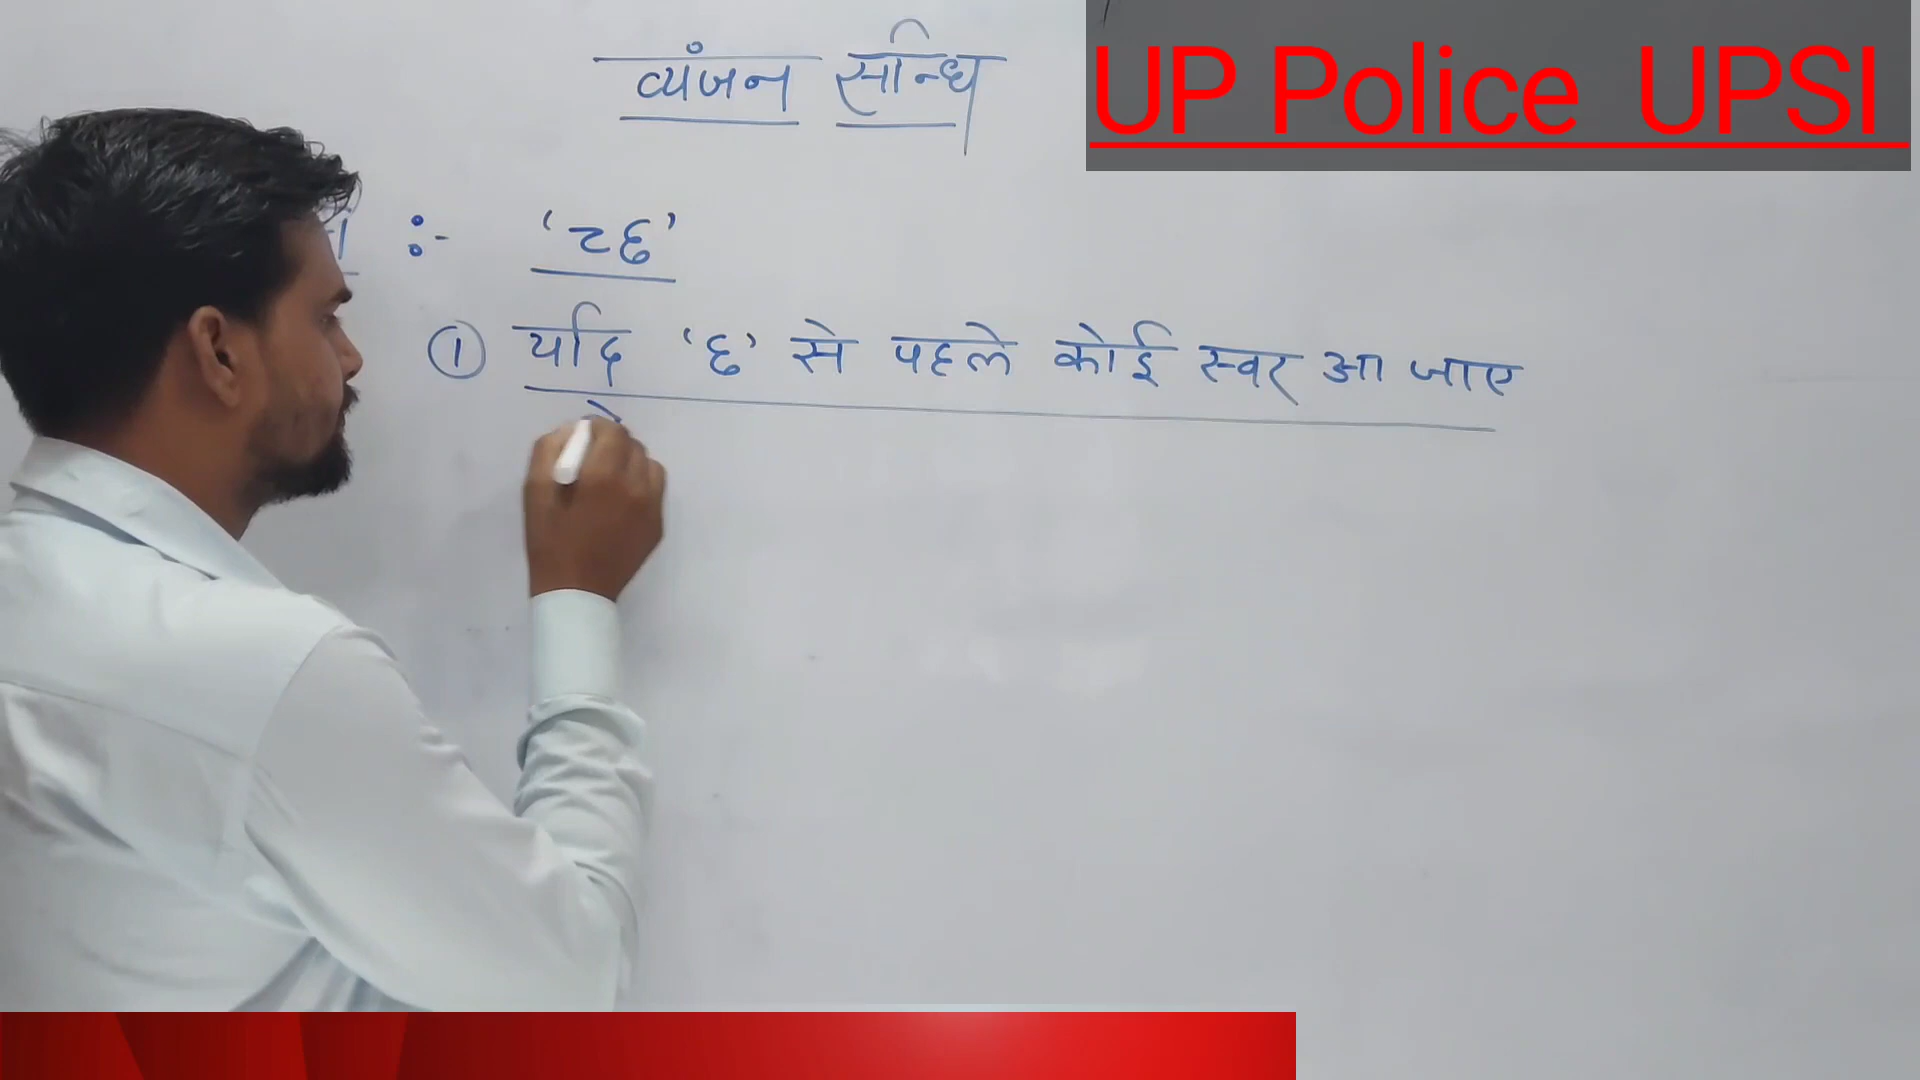 व्यंजन सन्धि
UP Police UPSI
:- 'च्छ'
① यदि 'छ' से पहले कोई स्वर आ जाए